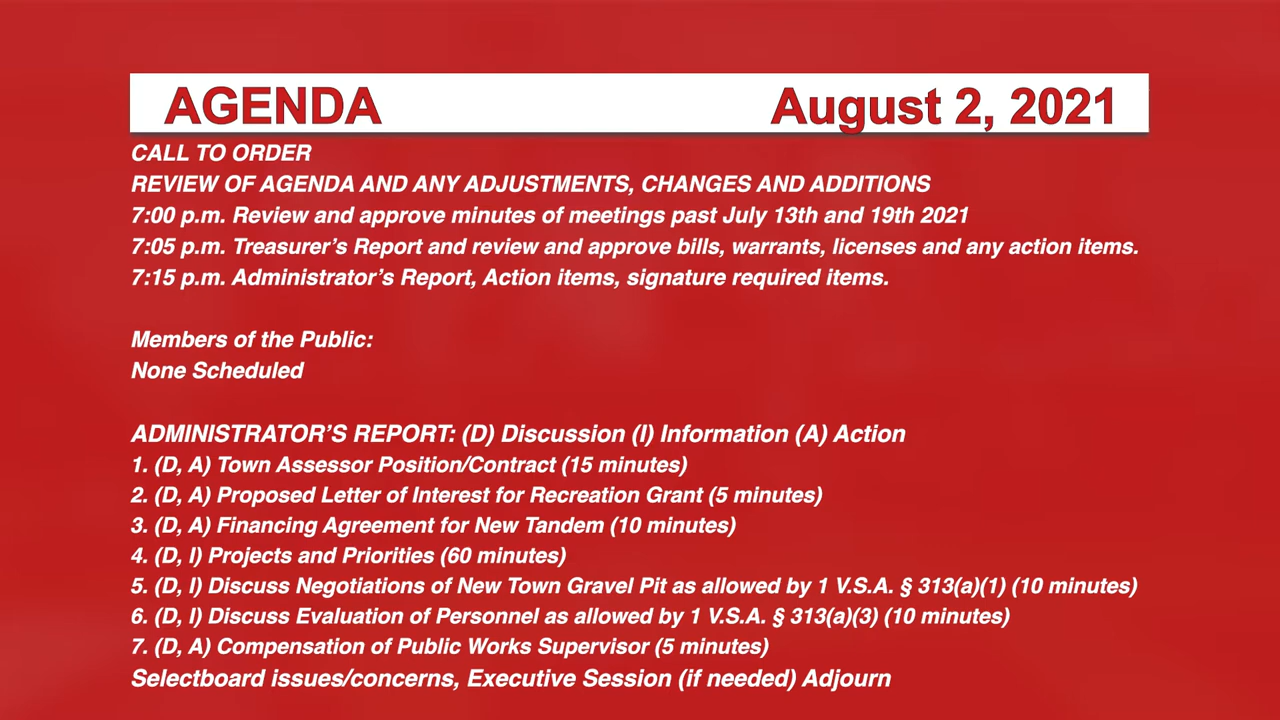 AGENDA August 2, 2021
CALL TO ORDER
REVIEW OF AGENDA AND ANY ADJUSTMENTS, CHANGES AND ADDITIONS
7:00 p.m. Review and approve minutes of meetings past July 13th and 19th 2021
7:05 p.m. Treasurer’s Report and review and approve bills, warrants, licenses and any action items.
7:15 p.m. Administrator’s Report, Action items, signature required items.
Members of the Public:
None Scheduled
ADMINISTRATOR’S REPORT: (D) Discussion (I) Information (A) Action
1. (D, A) Town Assessor Position/Contract (15 minutes)
2. (D, A) Proposed Letter of Interest for Recreation Grant (5 minutes)
3. (D, A) Financing Agreement for New Tandem (10 minutes)
4. (D, I) Projects and Priorities (60 minutes)
5. (D, I) Discuss Negotiations of New Town Gravel Pit as allowed by 1 V.S.A. § 313(a)(1) (10 minutes)
6. (D, I) Discuss Evaluation of Personnel as allowed by 1 V.S.A. § 313(a)(3) (10 minutes)
7. (D, A) Compensation of Public Works Supervisor (5 minutes)
Selectboard issues/concerns, Executive Session (if needed) Adjourn